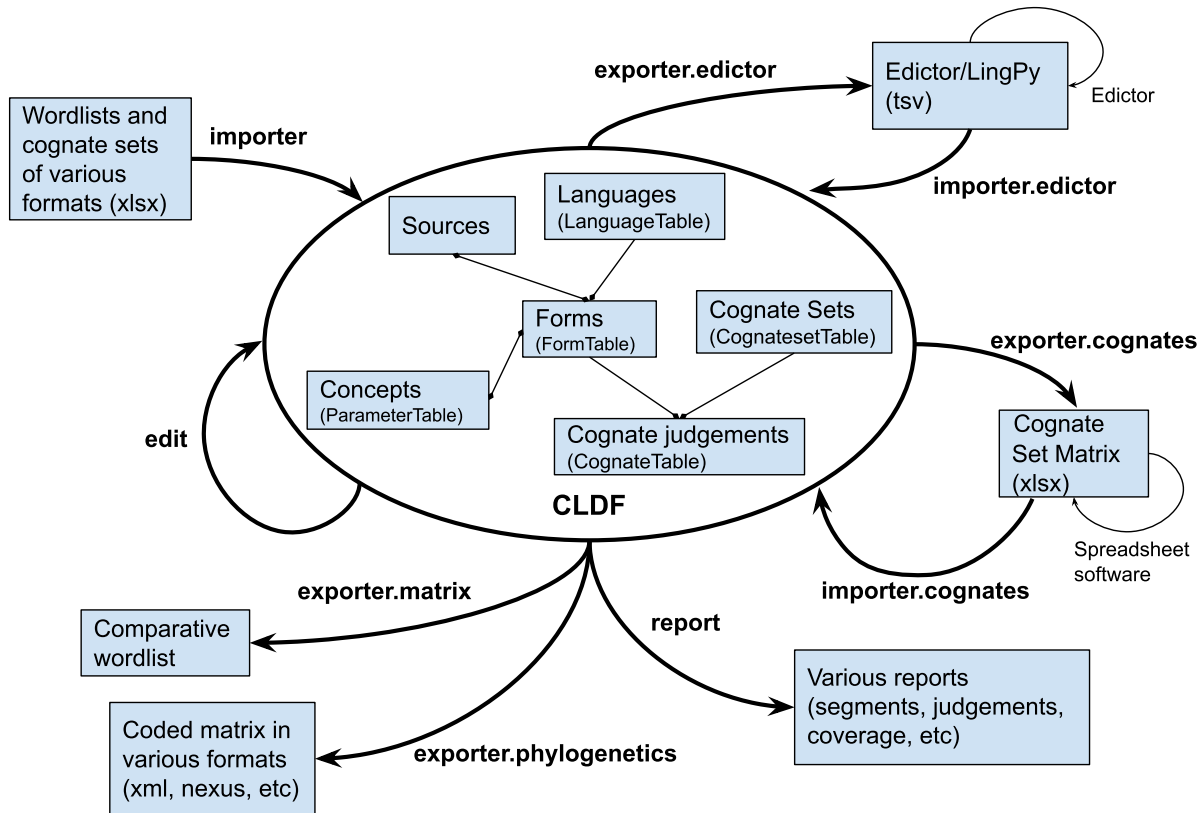 exporter.edictor
Edictor/LingPy
(tsv)
Edictor
Wordlists and
cognate sets
of various
formats (xlsx)
importer
importer.edictor
Languages
(LanguageTable)
Sources
Forms
(FormTable)
Cognate Sets
(CognatesetTable)
exporter.cognates
Concepts
(ParameterTable)
edit
Cognate judgements
(CognateTable)
Cognate
Set Matrix
(xlsx)
CLDF
Spreadsheet
software
importer.cognates
exporter.matrix
Comparative
wordlist
report
Various reports
(segments, judgements,
coverage, etc)
Coded matrix in
various formats
(xml, nexus, etc)
exporter.phylogenetics